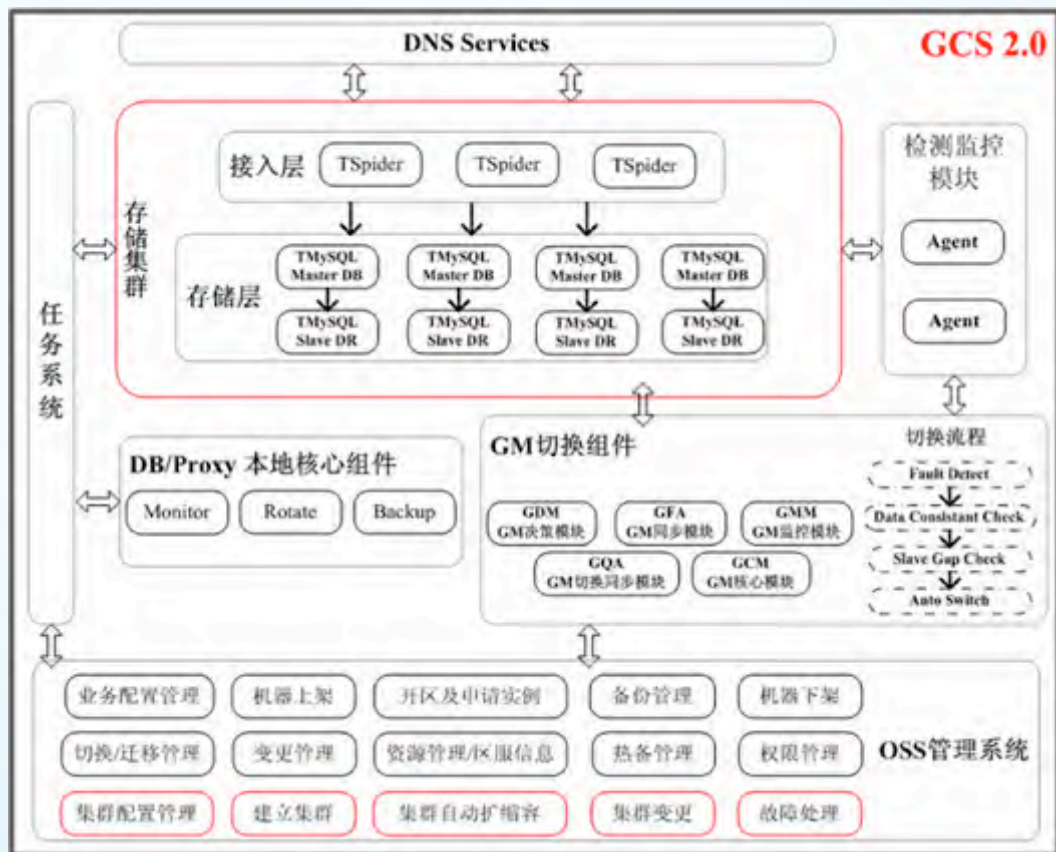 DNS Services
GCS 2.0
任务系统
存储集群
接入层
TSpider
TSpider
TSpider
存储层
TMySQL
Master DB
TMySQL
Master DB
TMySQL
Master DB
TMySQL
Master DB
TMySQL
Slave DR
TMySQL
Slave DR
TMySQL
Slave DR
TMySQL
Slave DR
检测监控
模块
Agent
Agent
DB/Proxy 本地核心组件
Monitor
Rotate
Backup
GM切换组件
GDM
GM决策模块
GFA
GM同步模块
GMM
GM监控模块
GQA
GM切换同步模块
GCM
GM核心模块
切换流程
Fault Detect
Data Consistant Check
Slave Gap Check
Auto Switch
业务配置管理
机器上架
开区及申请实例
备份管理
机器下架
切换/迁移管理
变更管理
资源管理/区服信息
热备管理
权限管理
OSS管理系统
集群配置管理
建立集群
集群自动扩缩容
集群变更
故障处理